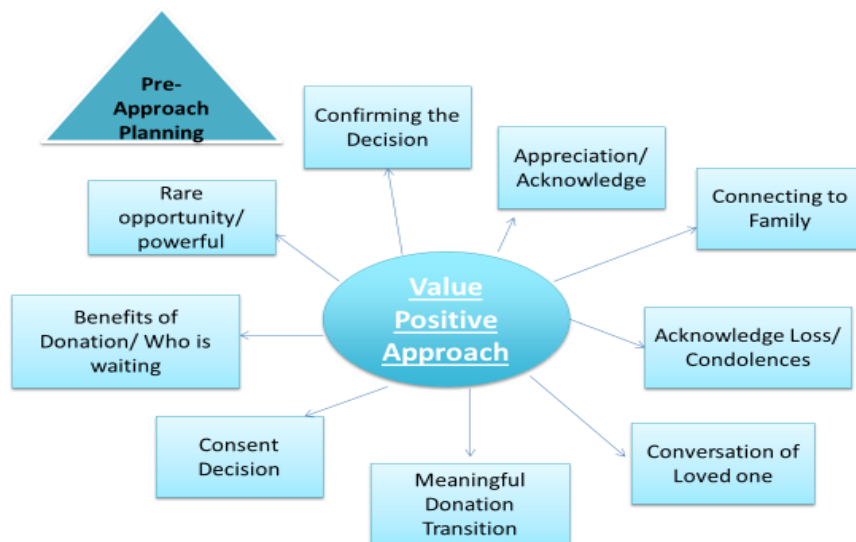 Pre-
Approach
Planning
Confirming the
Decision
Appreciation/
Acknowledge
Connecting to
Family
Rare
opportunity/
powerful
Value
Positive
Approach
Benefits of
Donation/ Who is
waiting
Acknowledge Loss/
Condolences
Consent
Decision
Meaningful
Donation
Transition
Conversation of
Loved one